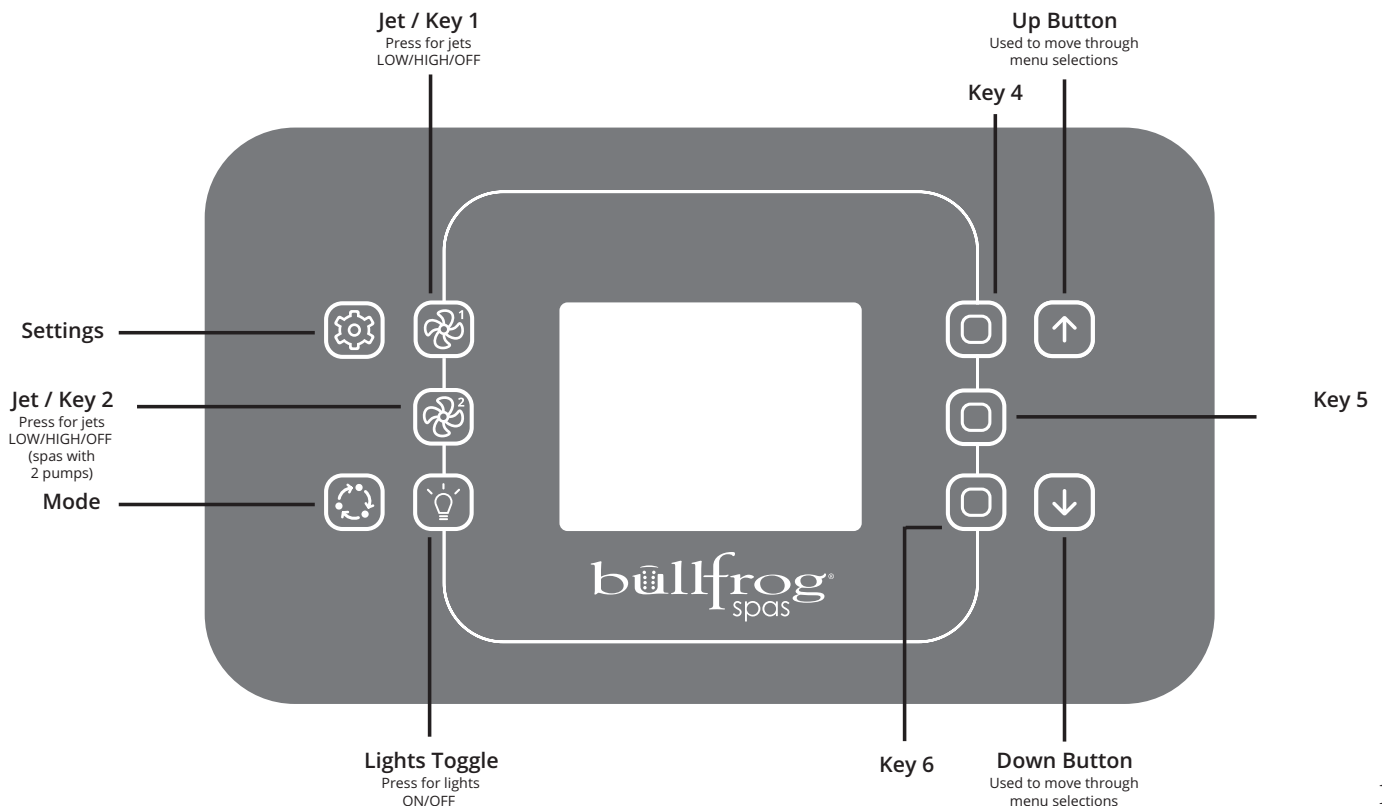 Jet / Key 1
Press for jets
LOW/HIGH/OFF
Up Button
Used to move through
menu selections
Key 4
Settings
1
Jet / Key 2
Press for jets
LOW/HIGH/OFF
(spas with
2 pumps)
2
Key 5
Mode
bullfrog®
spas
Lights Toggle
Press for lights
ON/OFF
Key 6
Down Button
Used to move through
menu selections